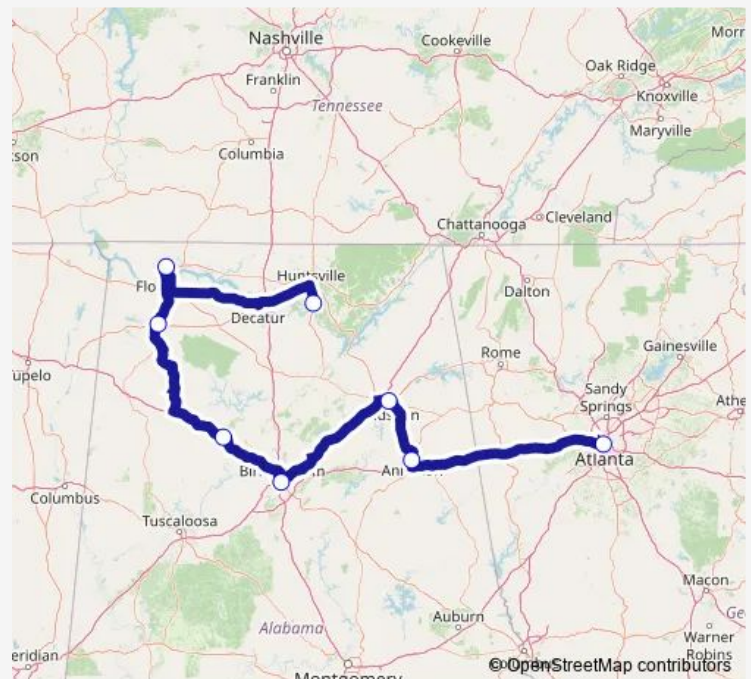 Nashville
Cookeville
Morr
Oak Ridge
Franklin
Knoxville
Tennessee
Maryville
son
Columbia
Chattanooga
Cleveland
Huntsville
Flo
Dalton
Decatur
Rome
Gainesville
upelo
Sandy
Springs
Athe
Atlanta
Columbus
Tuscaloosa
Macon
Auburn
Alabama
Ge
Warner
Robins
eridian
Montgomery
© OpenStreetMap contributors